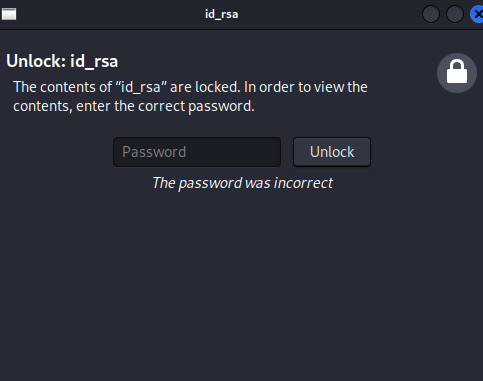 id_rsa
Unlock: id_rsa
The contents of “id_rsa” are locked. In order to view the
contents, enter the correct password.
Password
Unlock
The password was incorrect